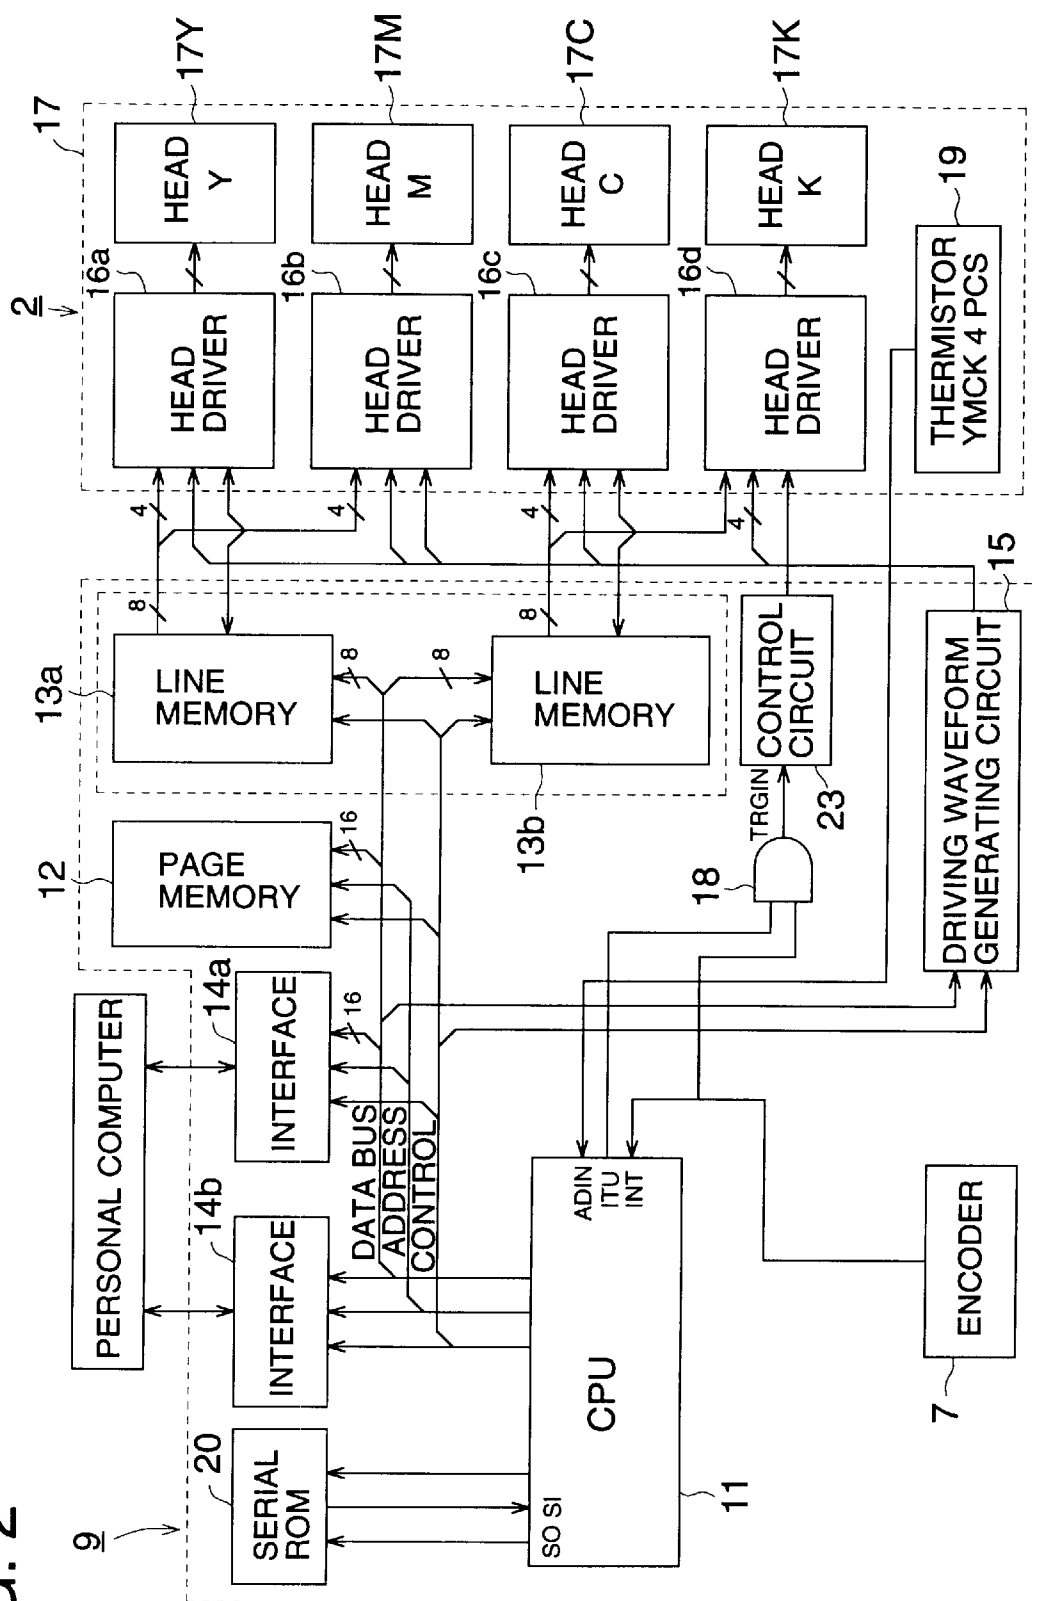 2
17
17Y
17M
17C
17K
HEAD
Y
HEAD
M
HEAD
C
HEAD
K
16a
16b
16c
16d
HEAD
DRIVER
HEAD
DRIVER
HEAD
DRIVER
HEAD
DRIVER
THERMISTOR
YMCK 4 PCS
19
4
4
4
4
8
8
13a
LINE
MEMORY
8
8
LINE
MEMORY
13b
CONTROL
CIRCUIT
23
TRGIN
18
DRIVING WAVEFORM
GENERATING CIRCUIT
15
12
PAGE
MEMORY
16
PERSONAL COMPUTER
14a
INTERFACE
16
14b
INTERFACE
DATA BUS
ADDRESS
CONTROL
20
SERIAL
ROM
9
SO SI
CPU
ADIN
ITU
INT
11
ENCODER
7
2